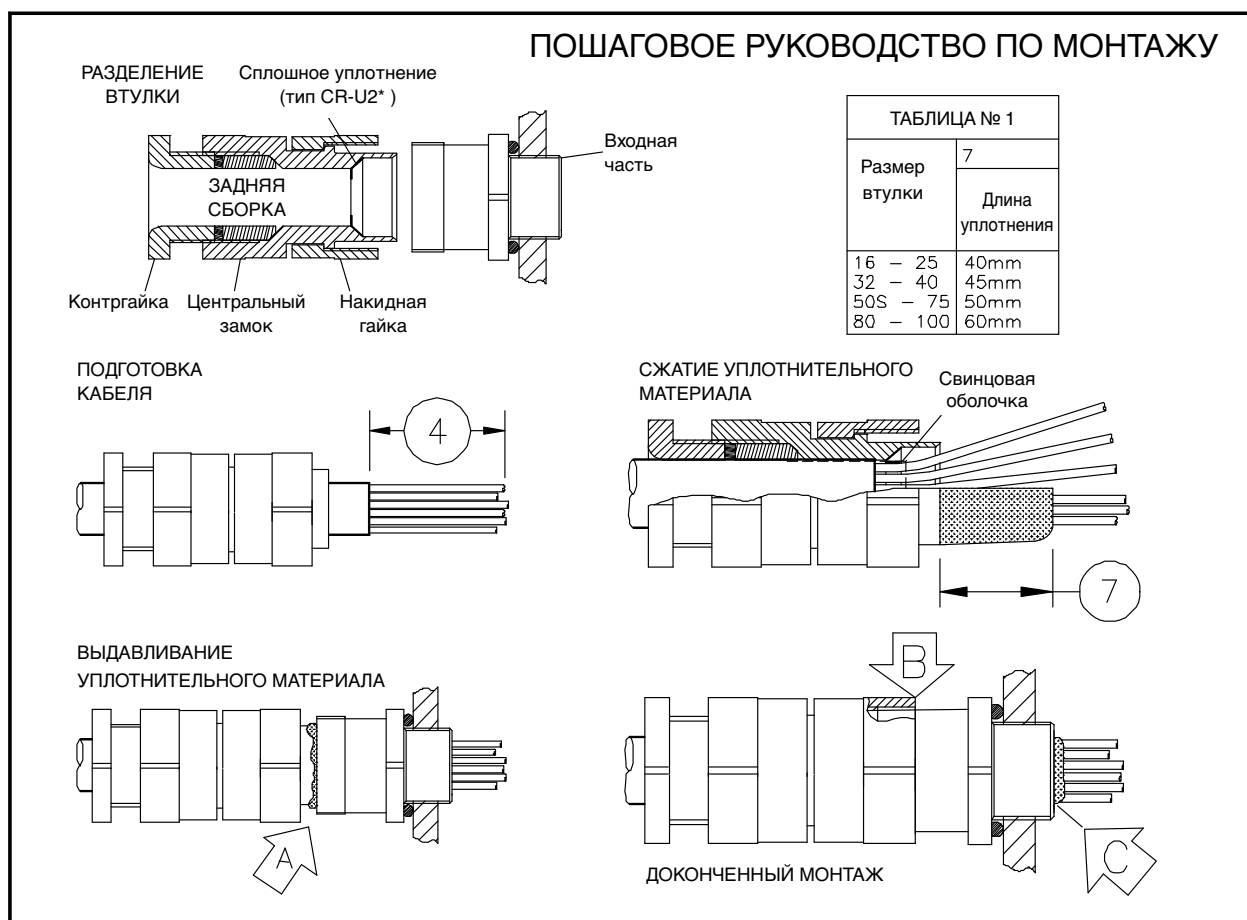 ПОШАГОВОЕ РУКОВОДСТВО ПО МОНТАЖУ
РАЗДЕЛЕНИЕ
ВТУЛКИ
Сплошное уплотнение
(тип CR-U2* )
Входная
часть
ЗАДНЯЯ
СБОРКА
Контргайка
Центральный
замок
Накидная
гайка
ТАБЛИЦА № 1
Размер
втулки
7
Длина
уплотнения
16 – 25 40mm
32 – 40 45mm
50S – 75 50mm
80 – 100 60mm
ПОДГОТОВКА
КАБЕЛЯ
4
СЖАТИЕ УПЛОТНИТЕЛЬНОГО
МАТЕРИАЛА
Свинцовая
оболочка
7
ВЫДАВЛИВАНИЕ
УПЛОТНИТЕЛЬНОГО МАТЕРИАЛА
A
B
C
ДОКОНЧЕННЫЙ МОНТАЖ